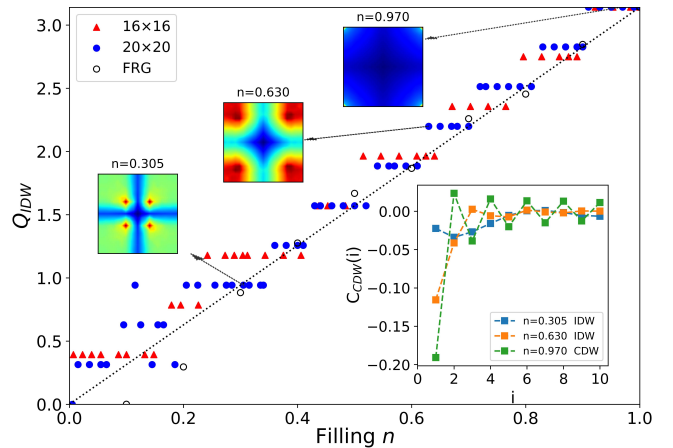 16×16
20×20
FRG
n=0.970
n=0.630
n=0.305
Q_IDW
3.0
2.5
2.0
1.5
1.0
0.5
0.0
0.0
0.2
0.4
0.6
0.8
1.0
Filling n
C_CDW(i)
0.00
−0.05
−0.10
−0.15
−0.20
0
2
4
6
8
10
i
n=0.305 IDW
n=0.630 IDW
n=0.970 CDW